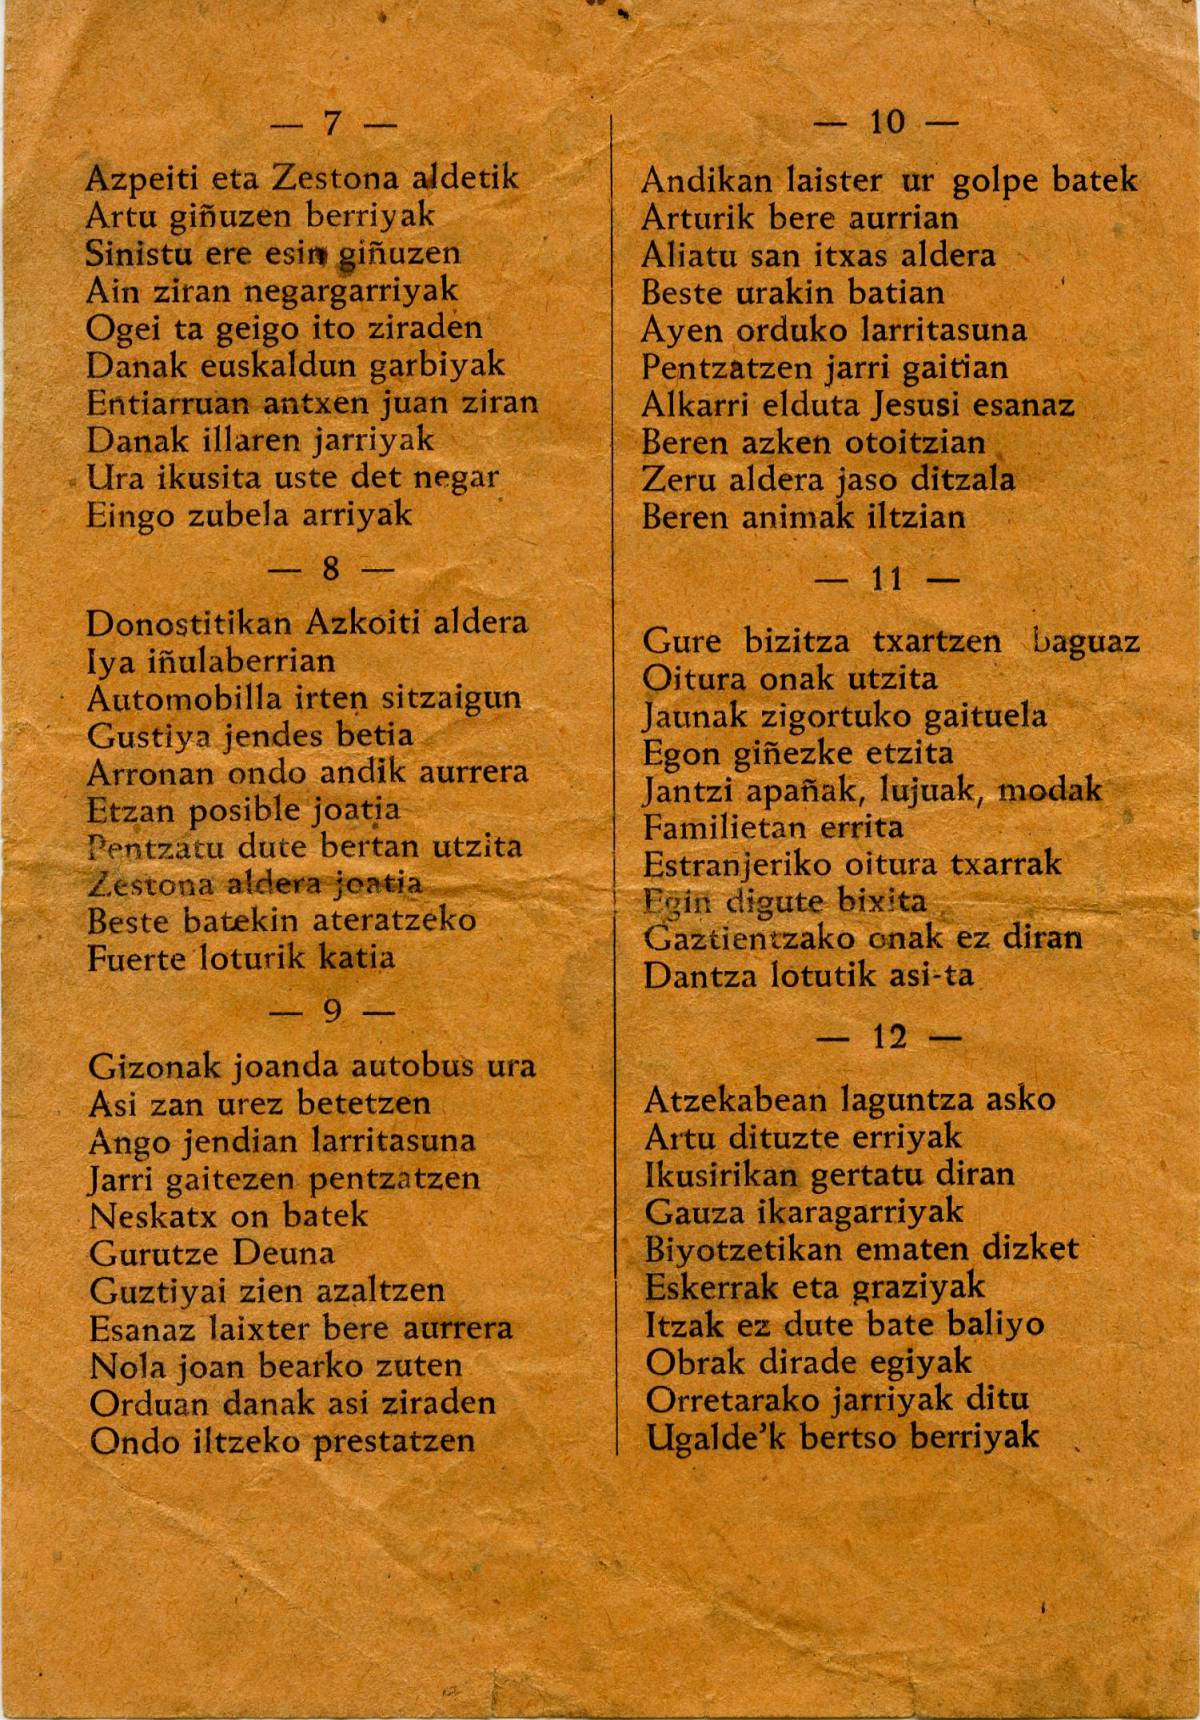 — 7 —
Azpeiti eta Zestona aldetik
Artu giñuzen berriyak
Sinistu ere esin giñuzen
Ain ziran negargarriyak
Ogei ta geigo ito ziraden
Danak euskaldun garbiyak
Entiarruan antxen juan ziran
Danak illaren jarriyak
Ura ikusita uste det negar
Eingo zubela arriyak
— 8 —
Donostitikan Azkoiti aldera
Iya iñulaberrian
Automobilla irten sitzaigun
Gustiya jendes betia
Arronan ondo andik aurrera
Etzan posible joatia
Pentzatu dute bertan utzita
Zestona aldera joatia
Beste batekin ateratzeko
Fuerte loturik katia
— 9 —
Gizonak joanda autobus ura
Asi zan urez betetzen
Ango jendian larritasuna
Jarri gaitezen pentzatzen
Neskatx on batek
Gurutze Deuna
Guztiyai zien azaltzen
Esanaz laixter bere aurrera
Nola joan bearko zuten
Orduan danak asi ziraden
Ondo iltzeko prestatzen
— 10 —
Andikan laister ur golpe batek
Arturik bere aurrian
Aliatu san itxas aldera
Beste urakin batian
Ayen orduko larritasuna
Pentzatzen jarri gaitian
Alkarri elduta Jesusi esanaz
Beren azken otoitzian
Zeru aldera jaso ditzala
Beren animak iltzian
— 11 —
Gure bizitza txartzen baguaz
Oitura onak utzita
Jaunak zigortuko gaituela
Egon giñezke etzita
Jantzi apañak, lujuak, modak
Familietan errita
Estranjeriko oitura txarrak
Egin digute bixita
Gaztientzako onak ez diran
Dantza lotutik asi-ta
— 12 —
Atzekabean laguntza asko
Artu dituzte erriyak
Ikusirikan gertatu diran
Gauza ikaragarriyak
Biyotzetikan ematen dizket
Eskerrak eta graziyak
Itzak ez dute bate baliyo
Obrak dirade egiyak
Orretarako jarriyak ditu
Ugalde'k bertso berriyak